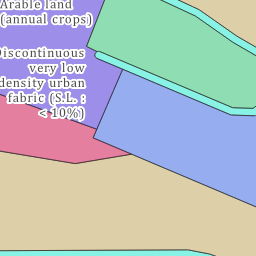 Arable land
(annual crops)
Discontinuous
very low
density urban
fabric (S.L. :
< 10%)